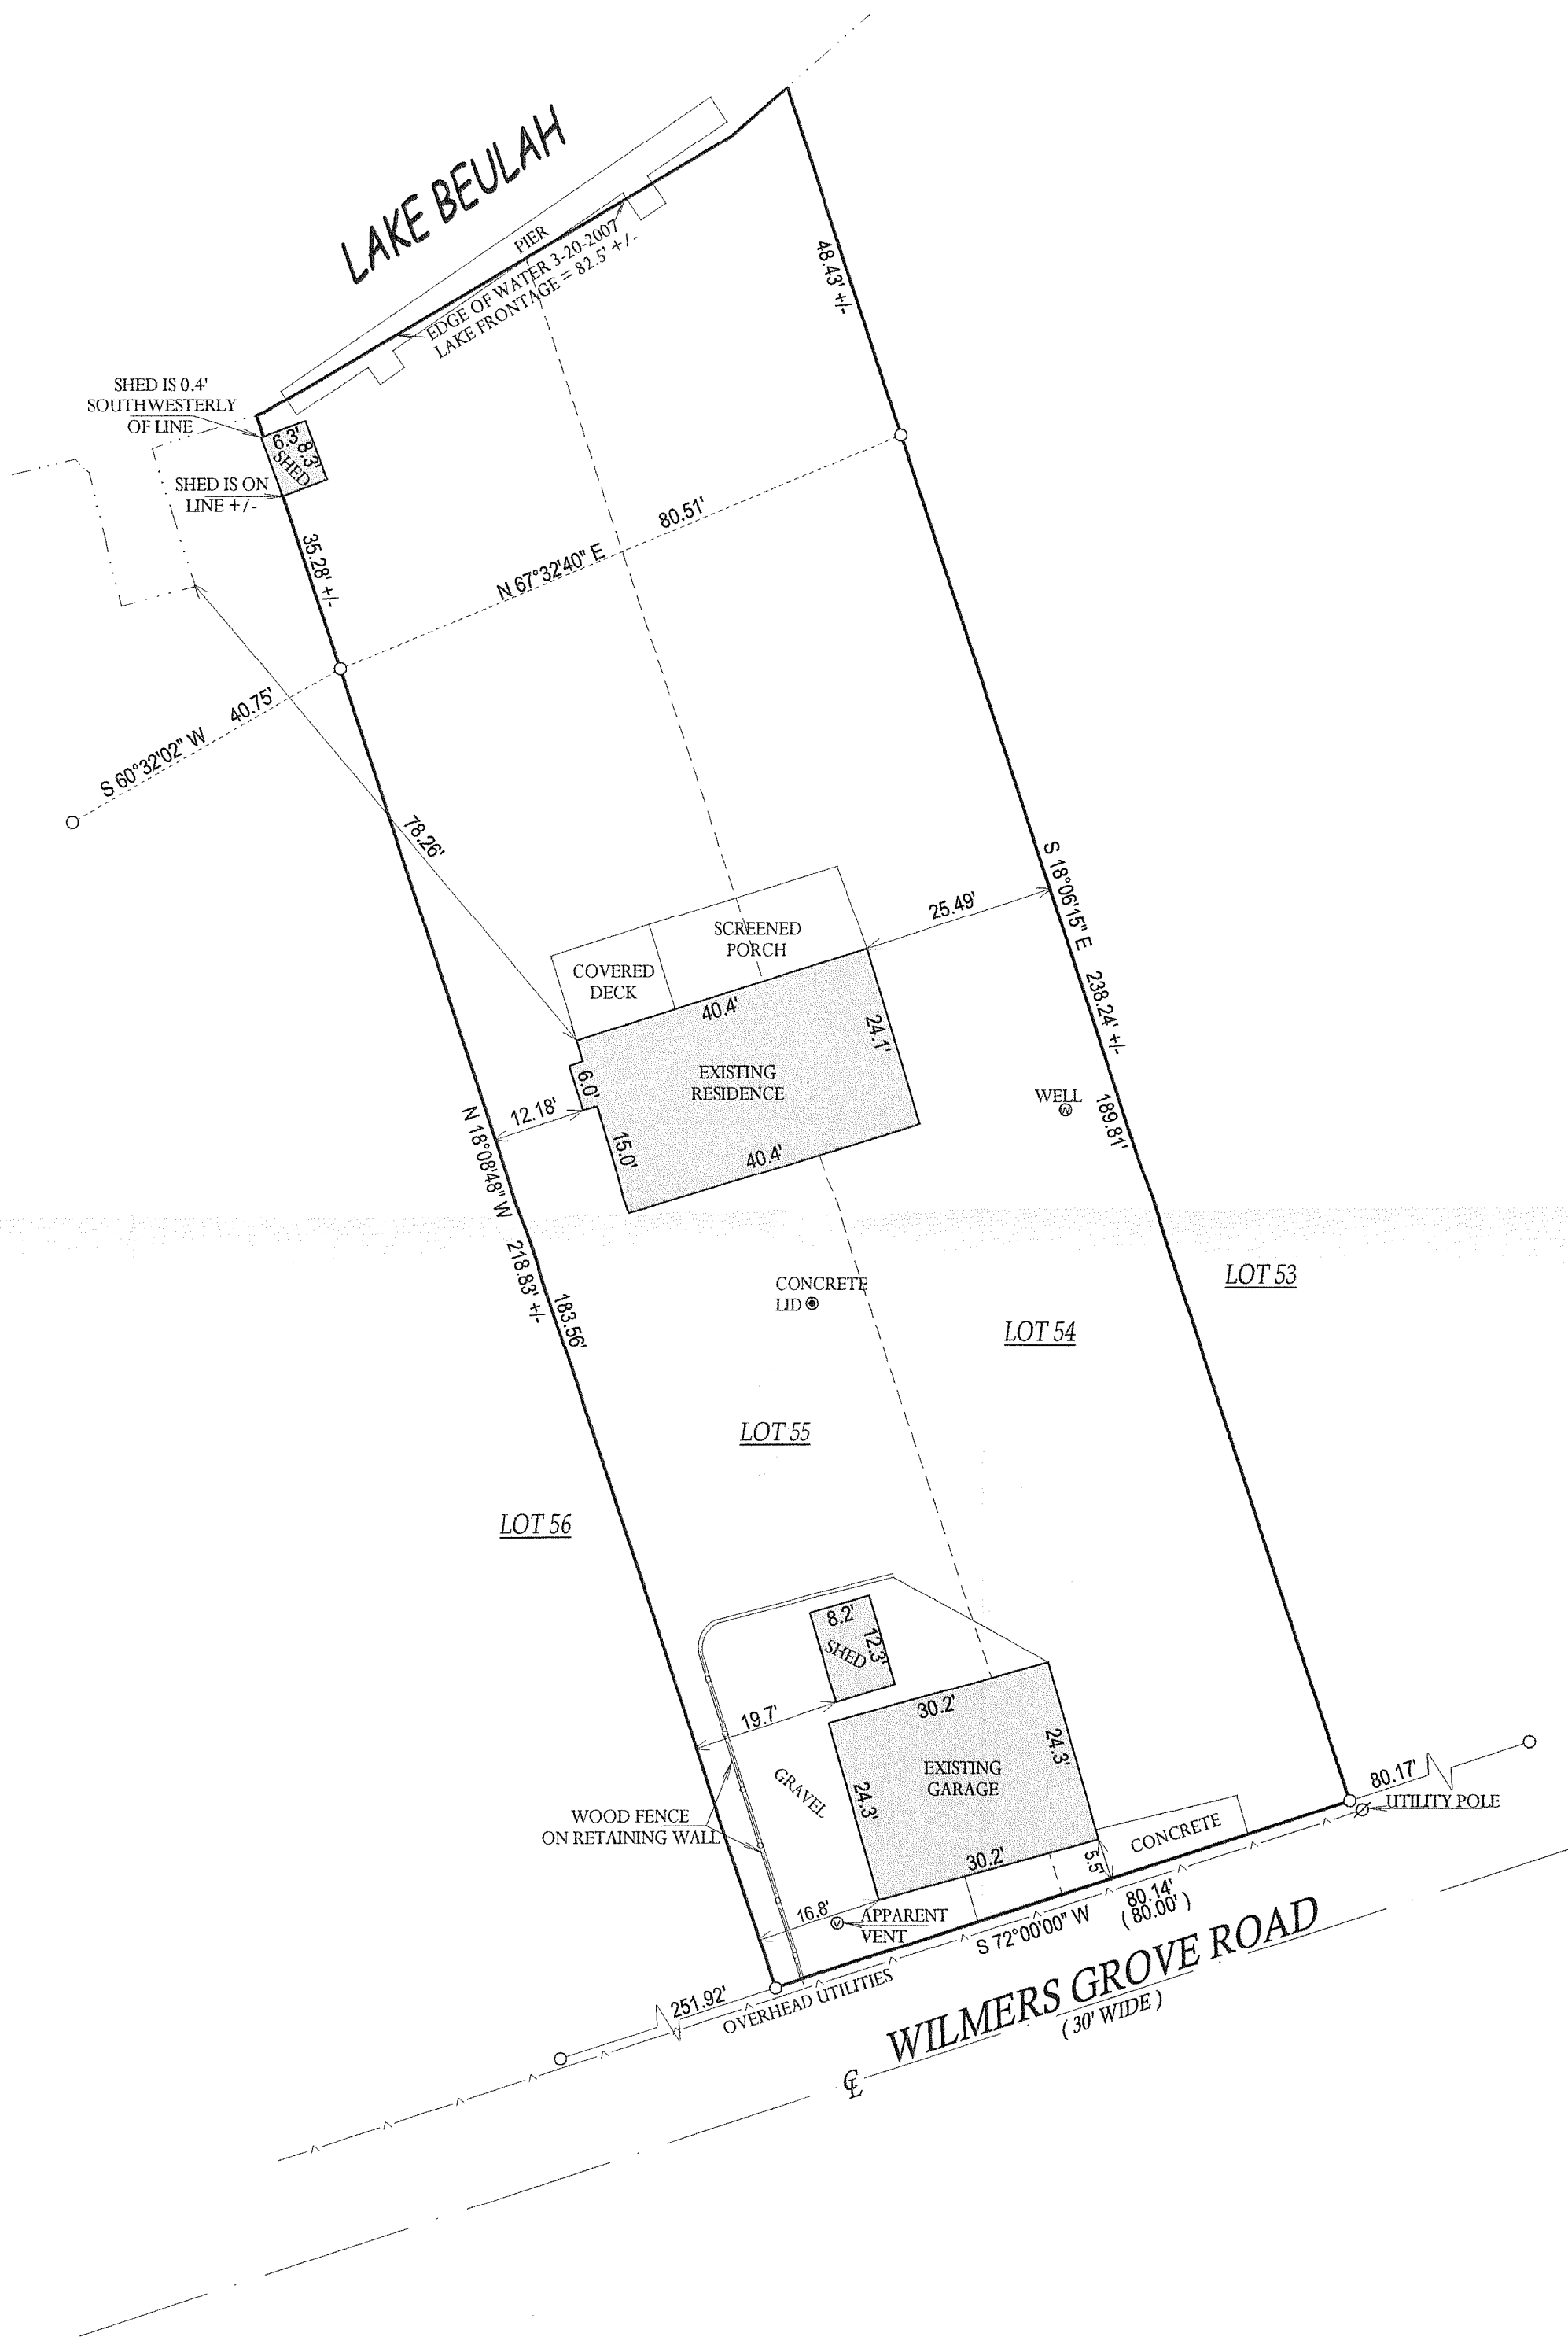 LAKE BEULAH
PIER
EDGE OF WATER 3-20-2007
LAKE FRONTAGE = 82.5' +/-
48.43' +/-
SHED IS 0.4'
SOUTHWESTERLY
OF LINE
6.3'
8.3'
SHED
SHED IS ON
LINE +/-
35.28' +/-
80.51'
N 67°32'40" E
40.75'
S 60°32'02" W
78.26'
25.49'
S 18°06'15" E 238.24' +/-
SCREENED
PORCH
COVERED
DECK
40.4'
24.1'
EXISTING
RESIDENCE
6.0'
12.18'
15.0'
40.4'
WELL
W
189.81'
N 18°08'48" W 218.83' +/-
183.56'
CONCRETE
LID
LOT 53
LOT 54
LOT 55
LOT 56
8.2'
12.3'
SHED
19.7'
30.2'
24.3'
EXISTING
GARAGE
24.3'
GRAVEL
WOOD FENCE
ON RETAINING WALL
30.2'
5.5'
CONCRETE
80.17'
UTILITY POLE
16.8'
V
APPARENT
VENT
80.14'
( 80.00' )
S 72°00'00" W
251.92'
OVERHEAD UTILITIES
WILMERS GROVE ROAD
( 30' WIDE )
CL